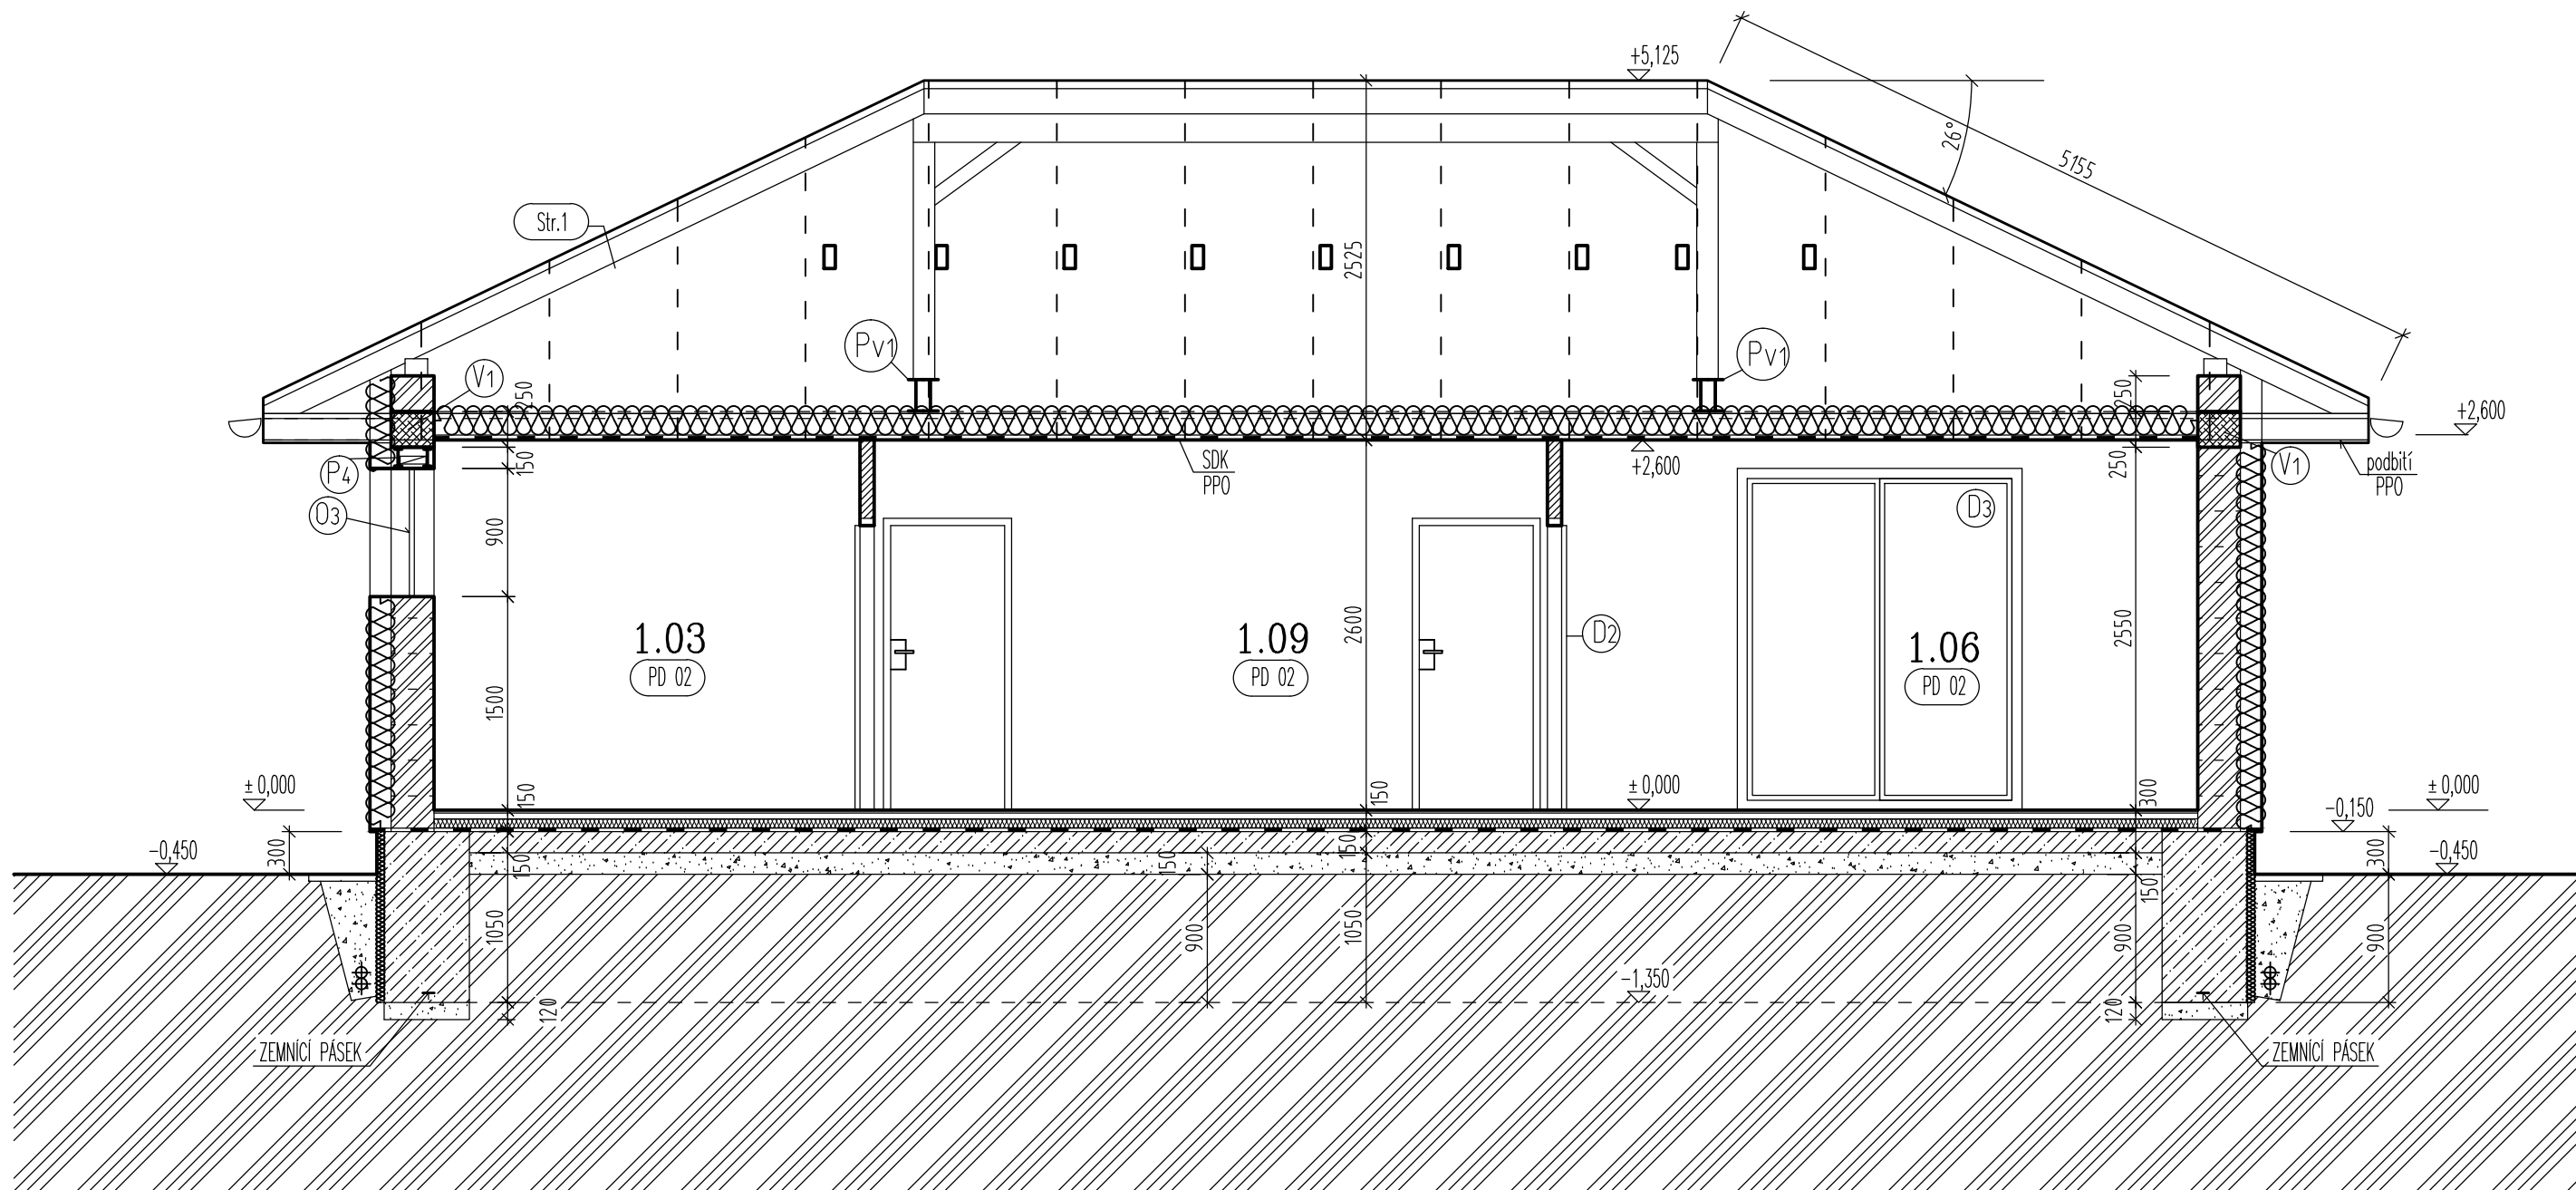 +5,125
26°
5155
Str.1
2525
Pv1
Pv1
V1
250
250
+2,600
P4
150
SDK
PPO
+2,600
250
V1
podbití
PPO
O3
D3
900
1.03
PD 02
1.09
PD 02
2600
D2
1.06
PD 02
2550
1500
± 0,000
150
150
± 0,000
300
± 0,000
-0,150
-0,450
300
150
150
150
150
300
-0,450
1050
900
1050
900
900
-1,350
120
120
ZEMNÍCÍ PÁSEK
ZEMNÍCÍ PÁSEK